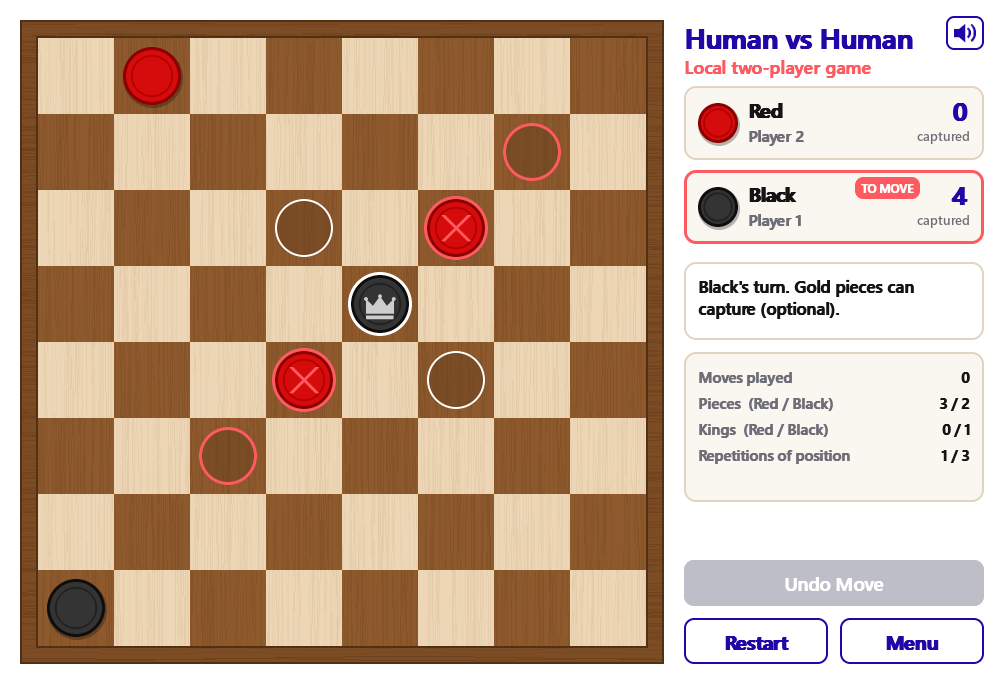 Human vs Human
Local two-player game
Red
Player 2
0
captured
Black
Player 1
TO MOVE
4
captured
Black's turn. Gold pieces can
capture (optional).
Moves played 0
Pieces (Red / Black) 3 / 2
Kings (Red / Black) 0 / 1
Repetitions of position 1 / 3
Undo Move
Restart
Menu